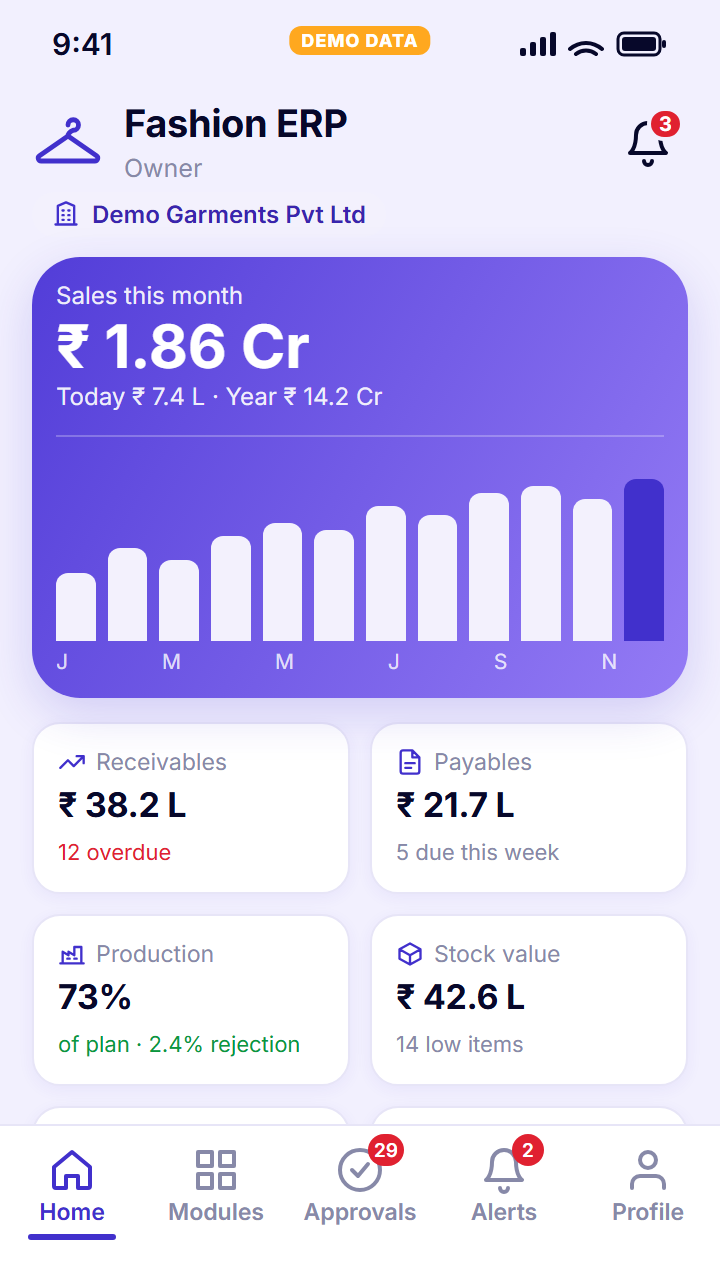 9:41
DEMO DATA
Fashion ERP
3
Owner
Demo Garments Pvt Ltd
Sales this month
₹ 1.86 Cr
Today ₹ 7.4 L · Year ₹ 14.2 Cr
J M M J S N
Receivables
₹ 38.2 L
12 overdue
Payables
₹ 21.7 L
5 due this week
Production
73%
of plan · 2.4% rejection
Stock value
₹ 42.6 L
14 low items
29
2
Home
Modules
Approvals
Alerts
Profile